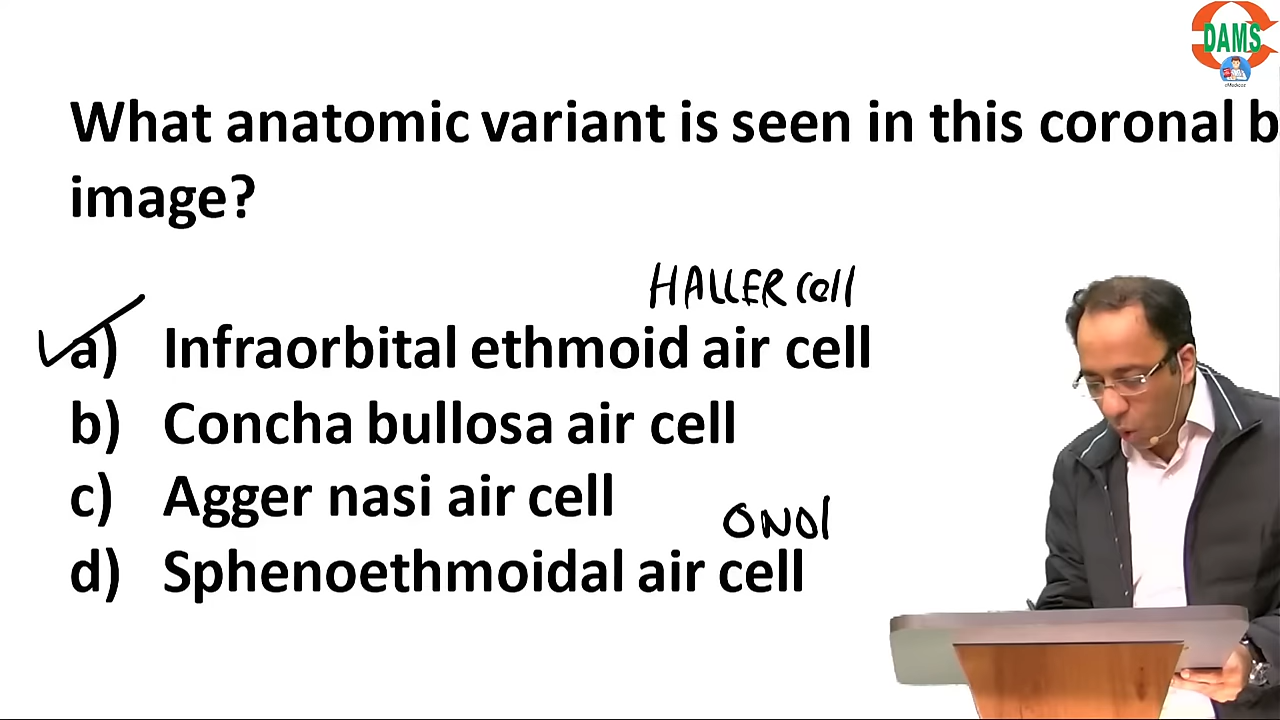 DAMS
eMedicoz
What anatomic variant is seen in this coronal b
image?
HALLER cell
a) Infraorbital ethmoid air cell
b) Concha bullosa air cell
c) Agger nasi air cell
ONOI
d) Sphenoethmoidal air cell